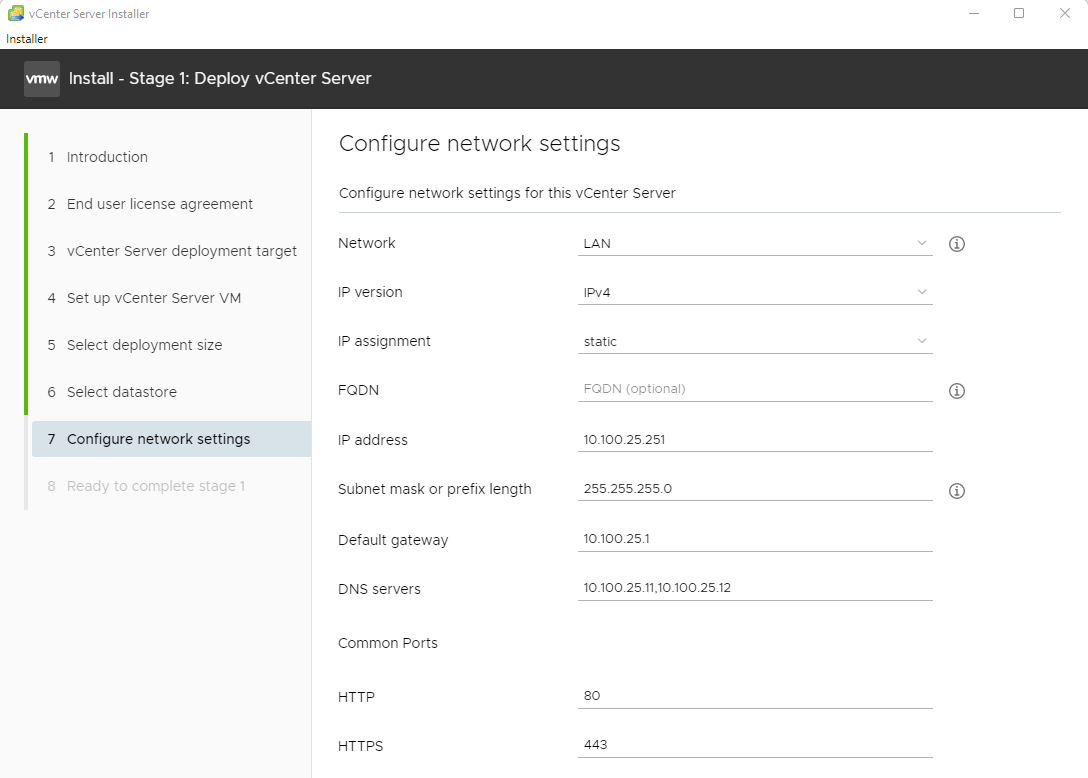 vCenter Server Installer
Installer
vmw Install - Stage 1: Deploy vCenter Server
1 Introduction
2 End user license agreement
3 vCenter Server deployment target
4 Set up vCenter Server VM
5 Select deployment size
6 Select datastore
7 Configure network settings
8 Ready to complete stage 1
Configure network settings
Configure network settings for this vCenter Server
Network LAN
IP version IPv4
IP assignment static
FQDN FQDN (optional)
IP address 10.100.25.251
Subnet mask or prefix length 255.255.255.0
Default gateway 10.100.25.1
DNS servers 10.100.25.11,10.100.25.12
Common Ports
HTTP 80
HTTPS 443